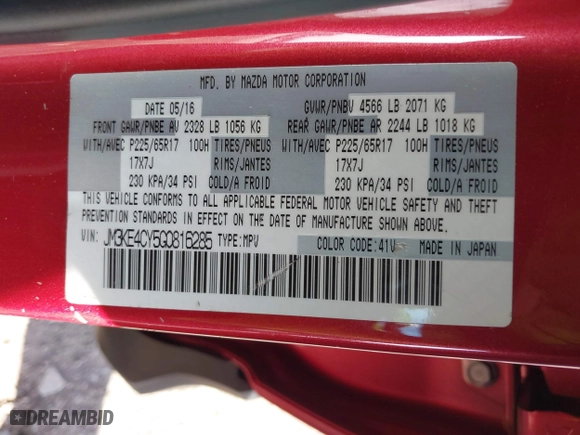 MFD. BY MAZDA MOTOR CORPORATION
DATE 05/16 GVWR/PNBV 4566 LB 2071 KG
FRONT GAWR/PNBE AV 2328 LB 1056 KG REAR GAWR/PNBE AR 2244 LB 1018 KG
WITH/AVEC P225/65R17 100H TIRES/PNEUS WITH/AVEC P225/65R17 100H TIRES/PNEUS
17X7J RIMS/JANTES 17X7J RIMS/JANTES
230 KPA/34 PSI COLD/A FROID 230 KPA/34 PSI COLD/A FROID
THIS VEHICLE CONFORMS TO ALL APPLICABLE FEDERAL MOTOR VEHICLE SAFETY AND THEFT
PREVENTION STANDARDS IN EFFECT ON THE DATE OF MANUFACTURE SHOWN ABOVE.
VIN: JM3KE4CY5G0815285 TYPE:MPV COLOR CODE:41V MADE IN JAPAN
DREAMBID